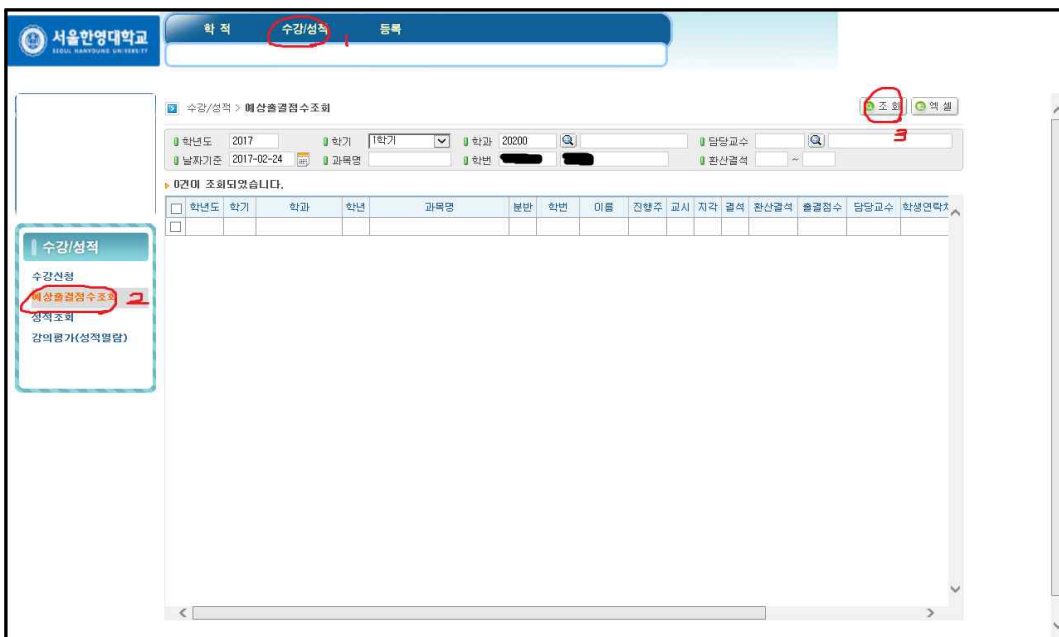 서울한영대학교
SEOUL HANYOUNG UNIVERSITY
학 적 수강/성적 등록
1
수강/성적 > 예상출결점수조회
조 회 엑 셀
3
학년도 2017 학기 1학기 학과 20200 담당교수
날짜기준 2017-02-24 과목명 학번 환산결석 ~
0건이 조회되었습니다.
학년도 학기 학과 학년 과목명 분반 학번 이름 진행주 교시 지각 결석 환산결석 출결점수 담당교수 학생연락처
수강/성적
수강신청
예상출결점수조회 2
성적조회
강의평가(성적열람)